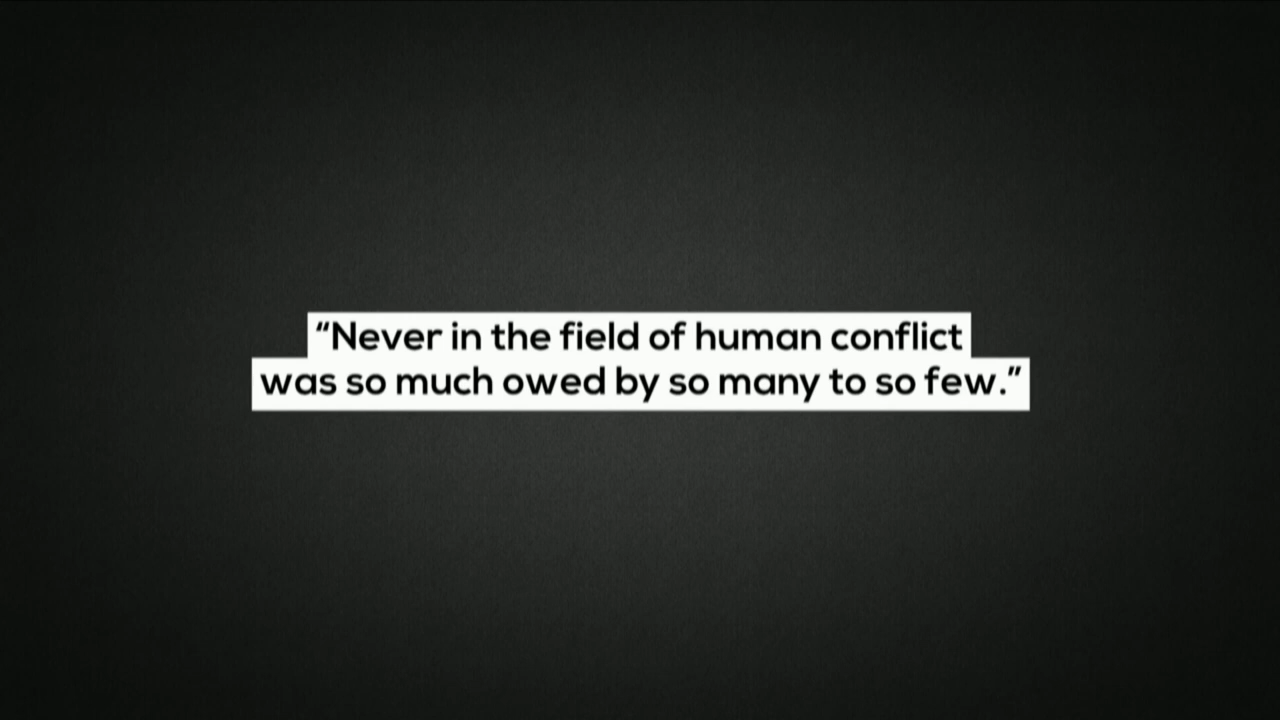 “Never in the field of human conflict
was so much owed by so many to so few.”